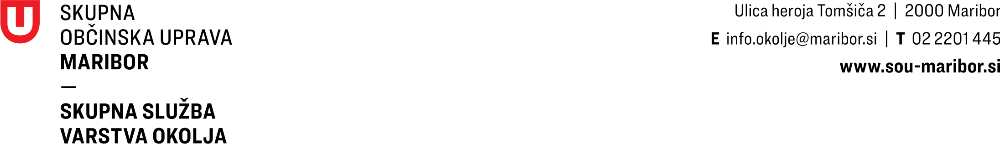 U
SKUPNA
OBČINSKA UPRAVA
MARIBOR
—
SKUPNA SLUŽBA
VARSTVA OKOLJA
Ulica heroja Tomšiča 2 | 2000 Maribor
E info.okolje@maribor.si | T 02 2201 445
www.sou-maribor.si